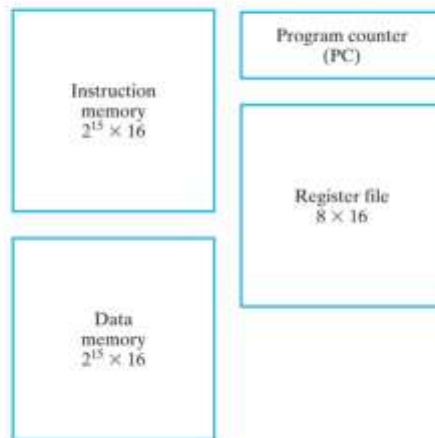 Instruction
memory
2¹⁵ × 16
Program counter
(PC)
Register file
8 × 16
Data
memory
2¹⁵ × 16